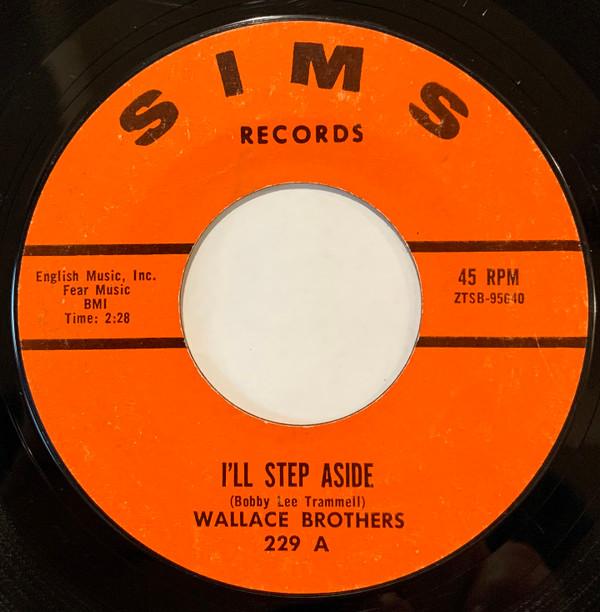 SIMS
RECORDS
English Music, Inc.
Fear Music
BMI
Time: 2:28
45 RPM
ZTSB-95640
I'LL STEP ASIDE
(Bobby Lee Trammell)
WALLACE BROTHERS
229 A